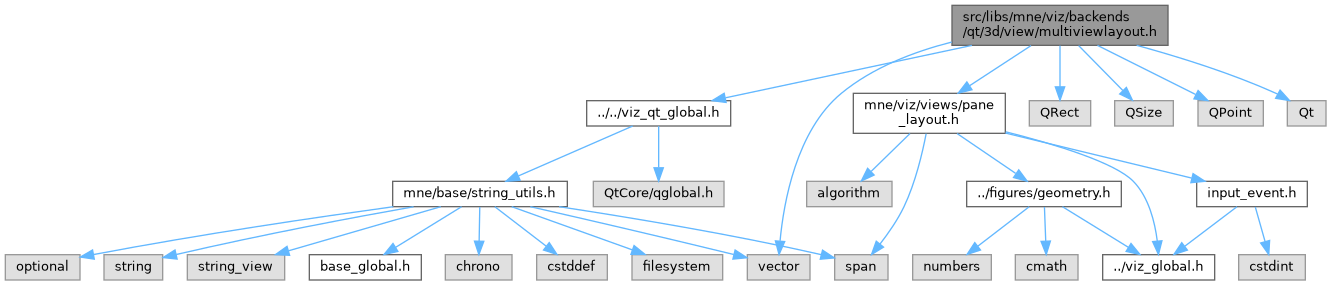 src/libs/mne/viz/backends
/qt/3d/view/multiviewlayout.h
../../viz_qt_global.h
mne/viz/views/pane
_layout.h
QRect
QSize
QPoint
Qt
mne/base/string_utils.h
QtCore/qglobal.h
algorithm
../figures/geometry.h
input_event.h
optional
string
string_view
base_global.h
chrono
cstddef
filesystem
vector
span
numbers
cmath
../viz_global.h
cstdint